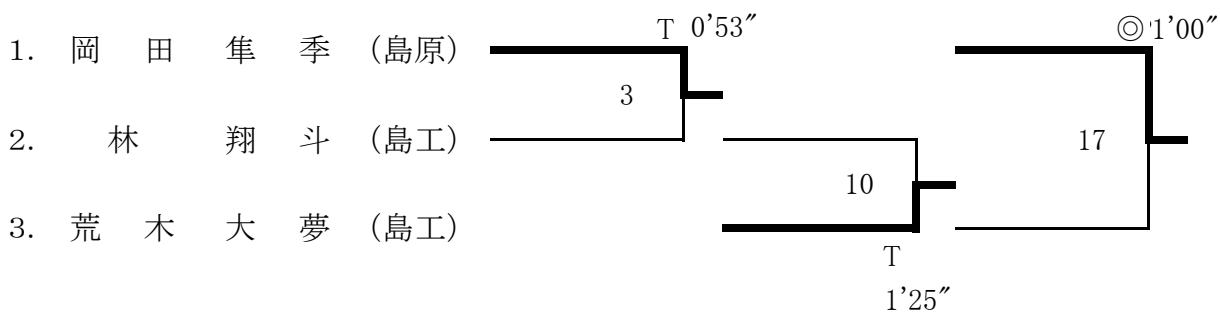 T 0’53″
◎ 1’00″
1. 岡 田 隼 季 (島原)
3
2. 林 翔 斗 (島工)
17
10
3. 荒 木 大 夢 (島工)
T
1’25″